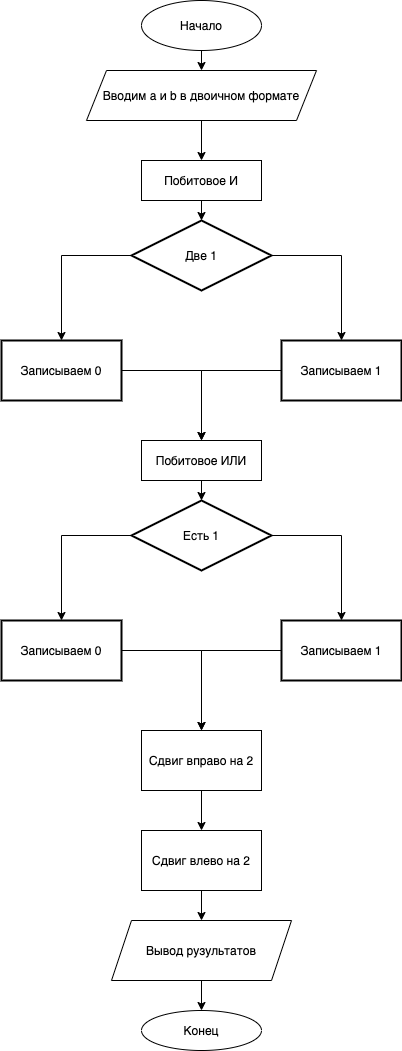 Начало
Вводим a и b в двоичном формате
Побитовое И
Две 1
Записываем 0
Записываем 1
Побитовое ИЛИ
Есть 1
Записываем 0
Записываем 1
Сдвиг вправо на 2
Сдвиг влево на 2
Вывод рузультатов
Конец